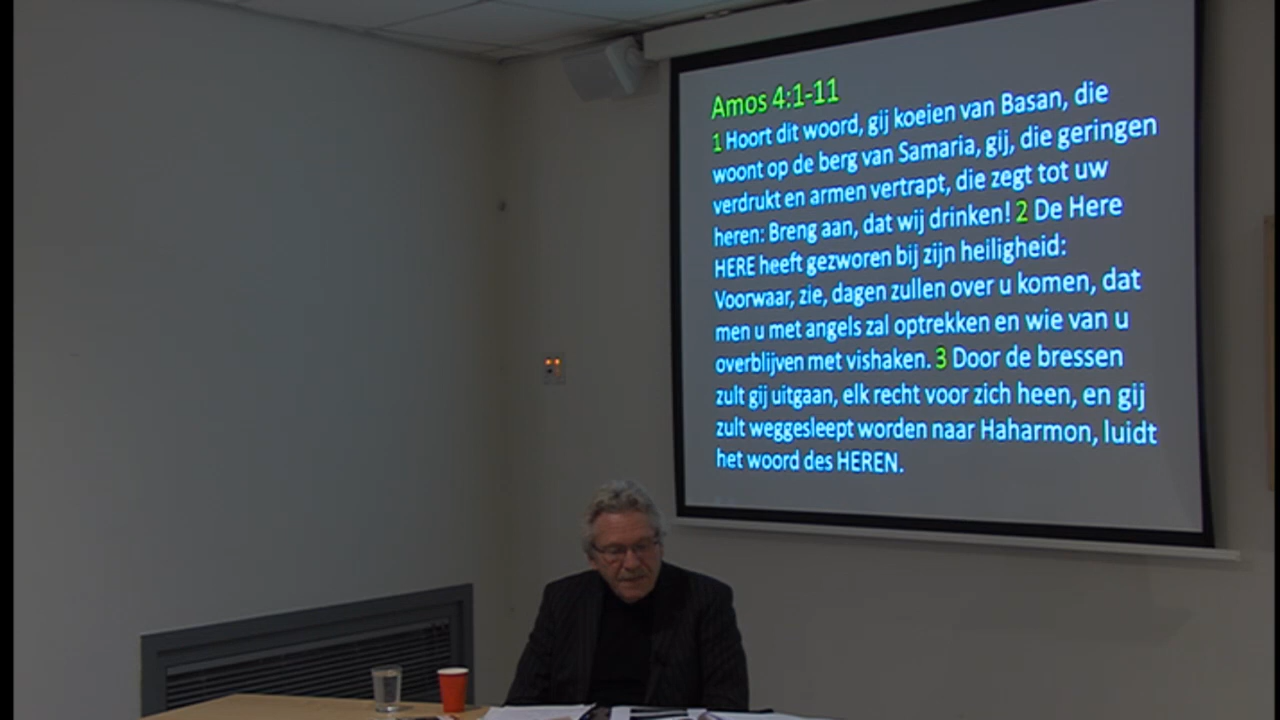 Amos 4:1-11
1 Hoort dit woord, gij koeien van Basan, die
woont op de berg van Samaria, gij, die geringen
verdrukt en armen vertrapt, die zegt tot uw
heren: Breng aan, dat wij drinken! 2 De Here
HERE heeft gezworen bij zijn heiligheid:
Voorwaar, zie, dagen zullen over u komen, dat
men u met angels zal optrekken en wie van u
overblijven met vishaken. 3 Door de bressen
zult gij uitgaan, elk recht voor zich heen, en gij
zult weggesleept worden naar Haharmon, luidt
het woord des HEREN.